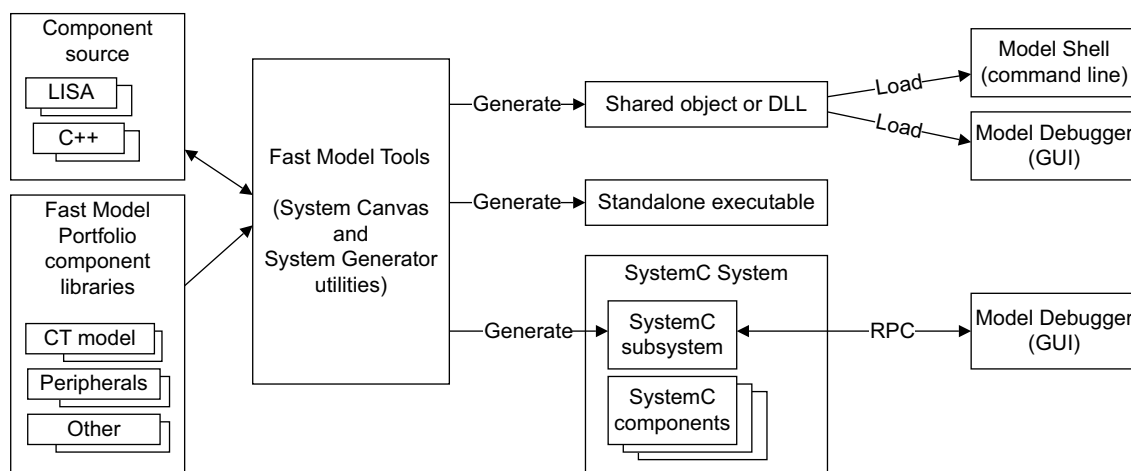 Component
source
LISA
C++
Fast Model
Portfolio
component
libraries
CT model
Peripherals
Other
Fast Model Tools
(System Canvas
and
System Generator
utilities)
Generate
Shared object or DLL
Load
Load
Model Shell
(command line)
Model Debugger
(GUI)
Generate
Standalone executable
Generate
SystemC System
SystemC
subsystem
SystemC
components
RPC
Model Debugger
(GUI)